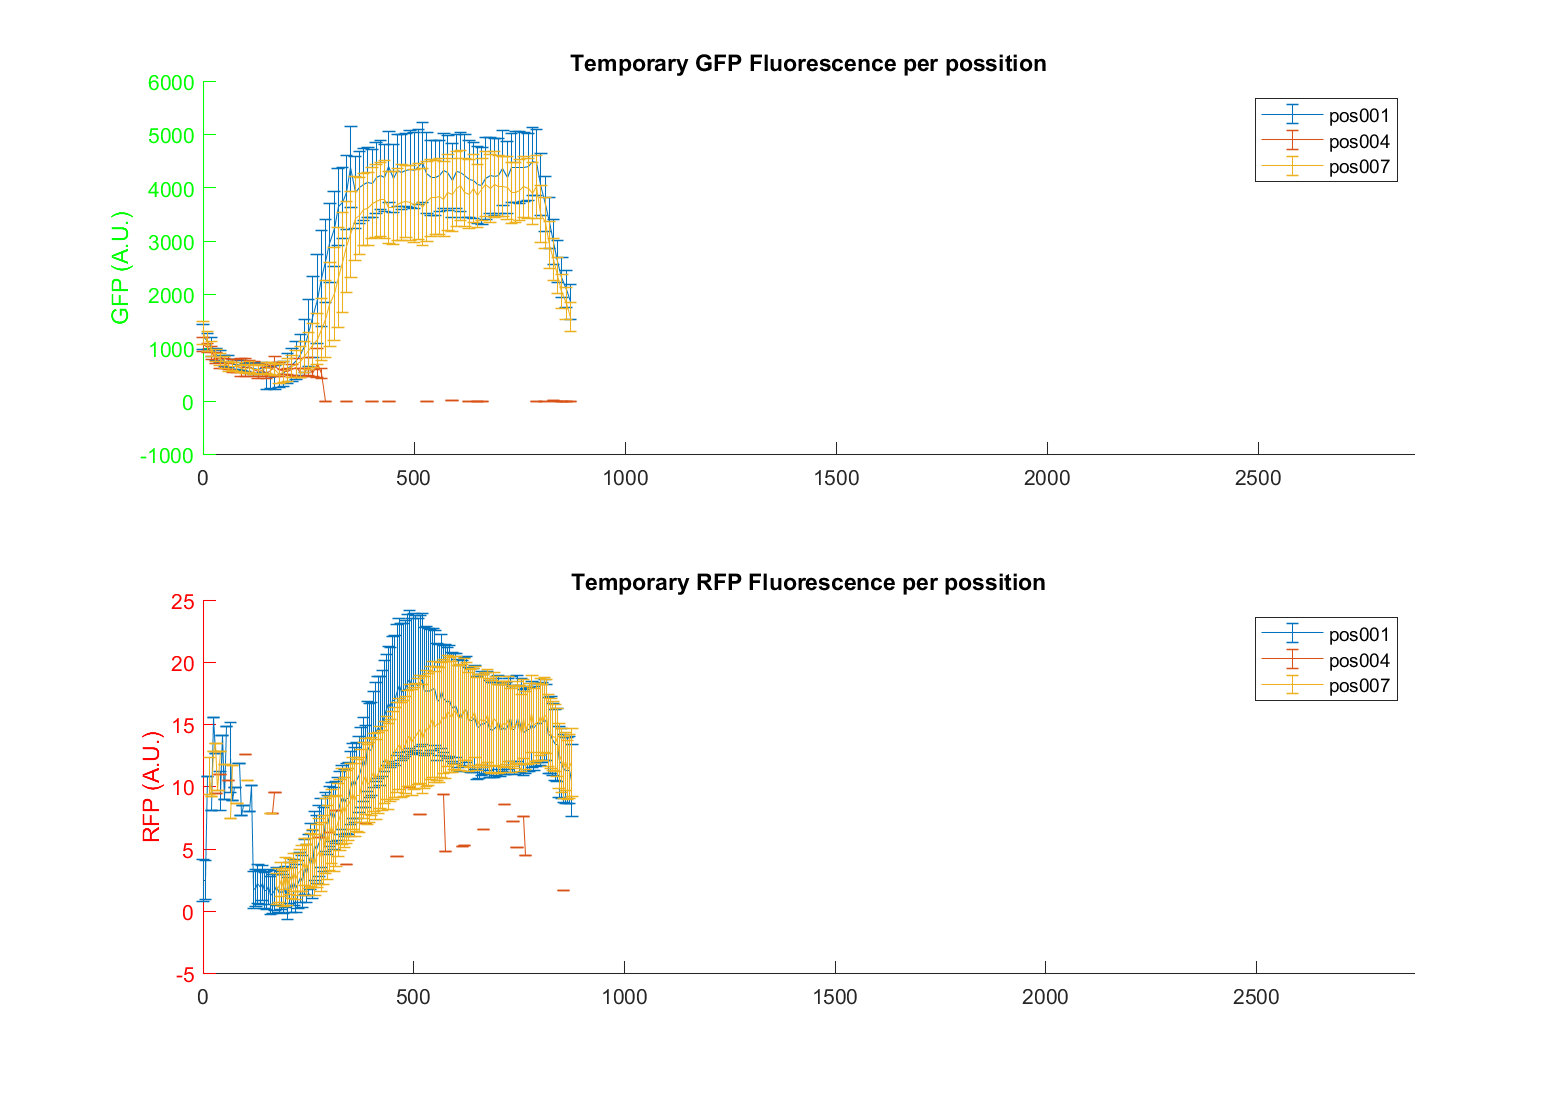 Temporary GFP Fluorescence per possition
GFP (A.U.)
6000
5000
4000
3000
2000
1000
0
-1000
0 500 1000 1500 2000 2500
pos001
pos004
pos007
Temporary RFP Fluorescence per possition
RFP (A.U.)
25
20
15
10
5
0
-5
0 500 1000 1500 2000 2500
pos001
pos004
pos007